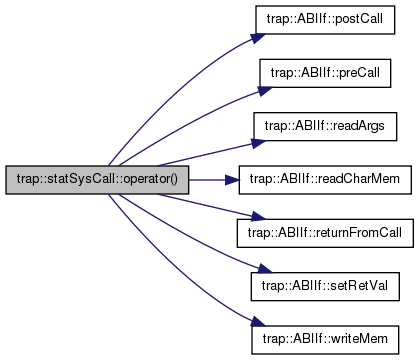 trap::ABIIf::postCall
trap::ABIIf::preCall
trap::ABIIf::readArgs
trap::statSysCall::operator()
trap::ABIIf::readCharMem
trap::ABIIf::returnFromCall
trap::ABIIf::setRetVal
trap::ABIIf::writeMem